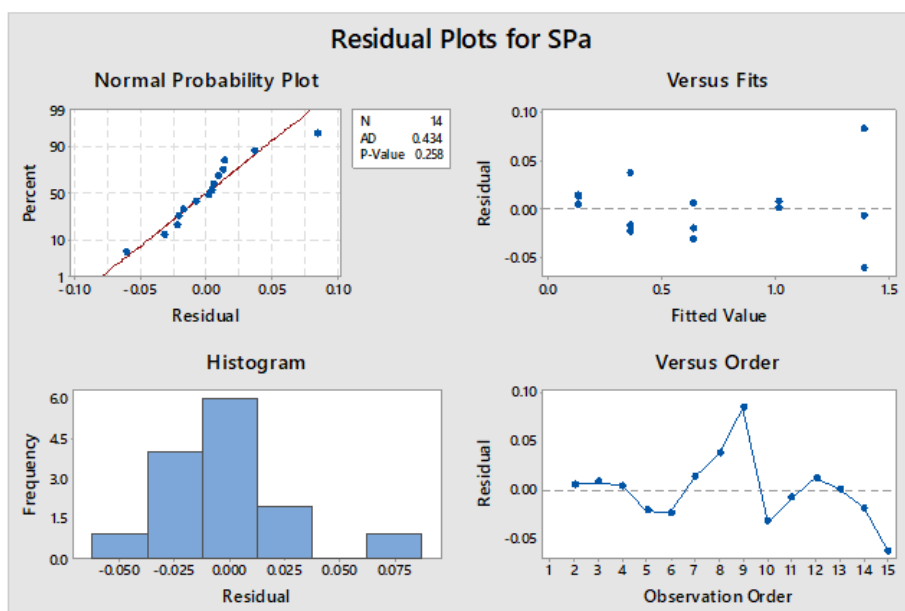 Residual Plots for SPa
Normal Probability Plot
99
90
50
10
1
Percent
-0.10 -0.05 0.00 0.05 0.10
Residual
N 14
AD 0.434
P-Value 0.258
Versus Fits
0.10
0.05
0.00
-0.05
Residual
0.0 0.5 1.0 1.5
Fitted Value
Histogram
6.0
4.5
3.0
1.5
0.0
Frequency
-0.050 -0.025 0.000 0.025 0.050 0.075
Residual
Versus Order
0.10
0.05
0.00
-0.05
Residual
1 2 3 4 5 6 7 8 9 10 11 12 13 14 15
Observation Order